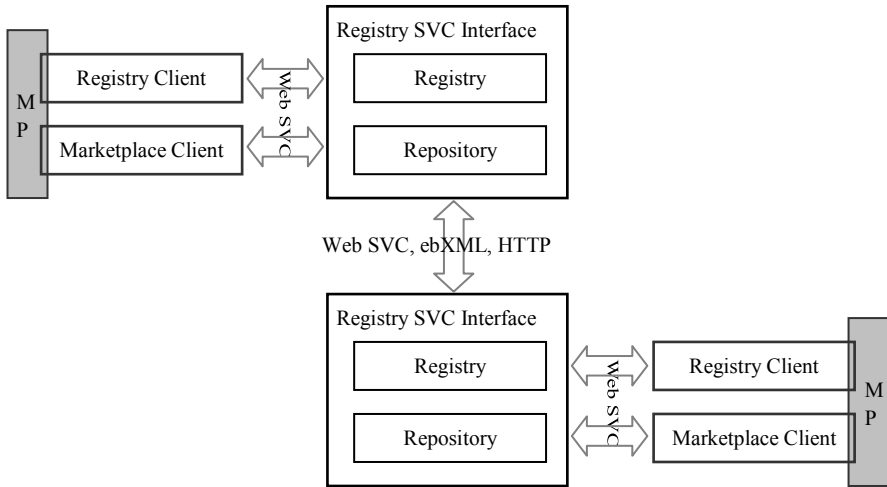 Registry SVC Interface
Registry Client
Registry
M
P
Web SVC
Marketplace Client
Repository
Web SVC, ebXML, HTTP
Registry SVC Interface
Registry
Registry Client
Web SVC
M
P
Repository
Marketplace Client